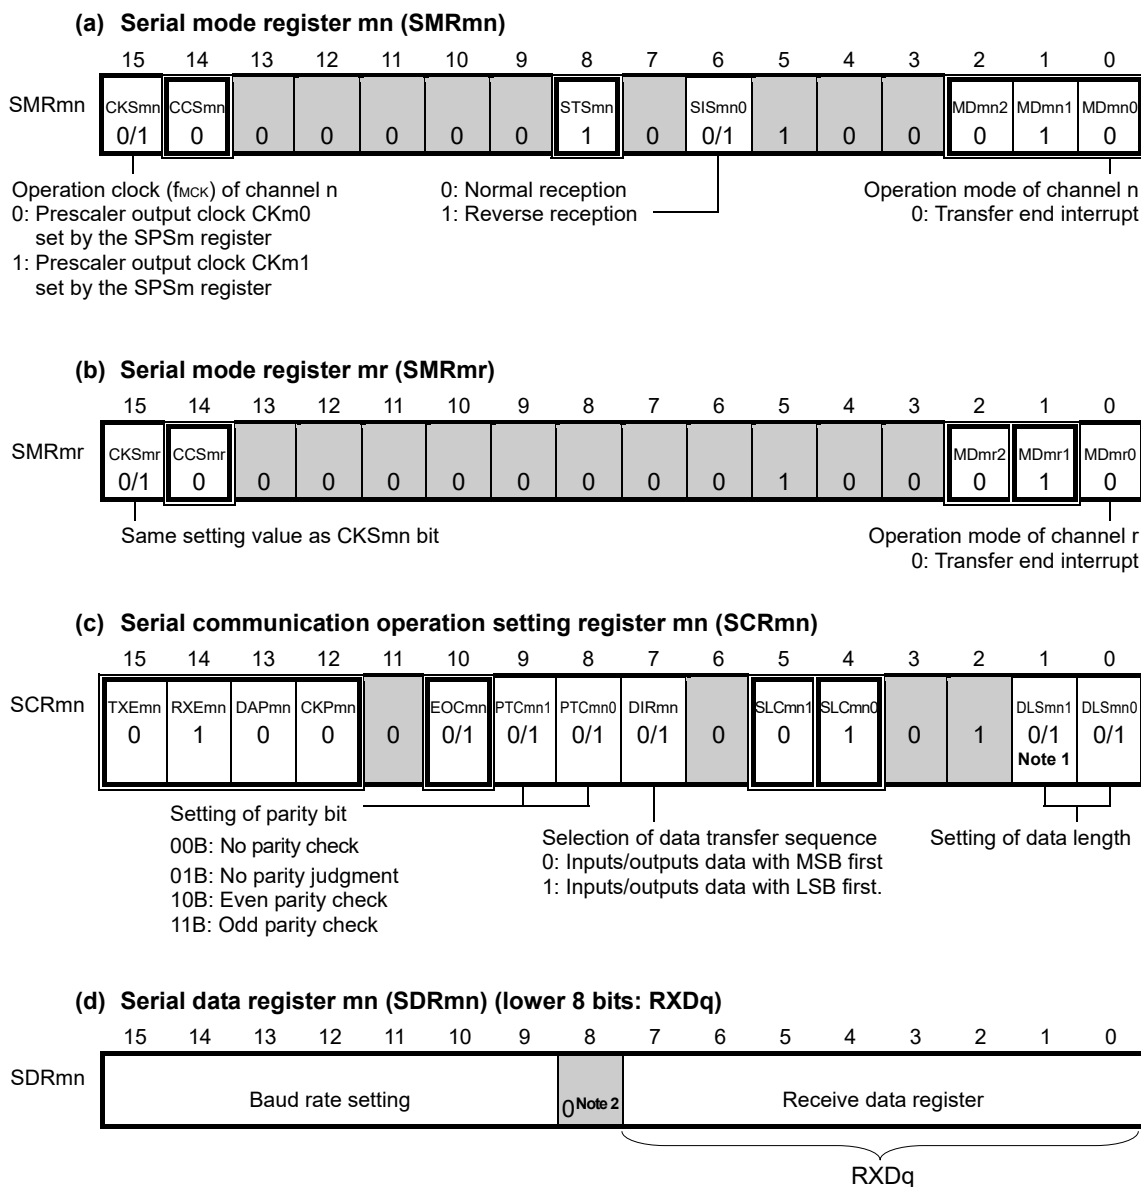 (a) Serial mode register mn (SMRmn)
15 14 13 12 11 10 9 8 7 6 5 4 3 2 1 0
SMRmn
CKSmn CCSmn STSmn SISmn0 MDmn2 MDmn1 MDmn0
0/1 0 0 0 0 0 0 1 0 0/1 1 0 0 0 1 0
Operation clock (fMCK) of channel n
0: Prescaler output clock CKm0
set by the SPSm register
1: Prescaler output clock CKm1
set by the SPSm register
0: Normal reception
1: Reverse reception
Operation mode of channel n
0: Transfer end interrupt
(b) Serial mode register mr (SMRmr)
15 14 13 12 11 10 9 8 7 6 5 4 3 2 1 0
SMRmr
CKSmr CCSmr MDmr2 MDmr1 MDmr0
0/1 0 0 0 0 0 0 0 0 0 1 0 0 0 1 0
Same setting value as CKSmn bit
Operation mode of channel r
0: Transfer end interrupt
(c) Serial communication operation setting register mn (SCRmn)
15 14 13 12 11 10 9 8 7 6 5 4 3 2 1 0
SCRmn
TXEmn RXEmn DAPmn CKPmn EOCmn PTCmn1 PTCmn0 DIRmn SLCmn1 SLCmn0 DLSmn1 DLSmn0
0 1 0 0 0 0/1 0/1 0/1 0/1 0 0 1 0 1 0/1 0/1
Note 1
Setting of parity bit
00B: No parity check
01B: No parity judgment
10B: Even parity check
11B: Odd parity check
Selection of data transfer sequence
0: Inputs/outputs data with MSB first
1: Inputs/outputs data with LSB first.
Setting of data length
(d) Serial data register mn (SDRmn) (lower 8 bits: RXDq)
15 14 13 12 11 10 9 8 7 6 5 4 3 2 1 0
SDRmn
Baud rate setting 0 Note 2 Receive data register
RXDq